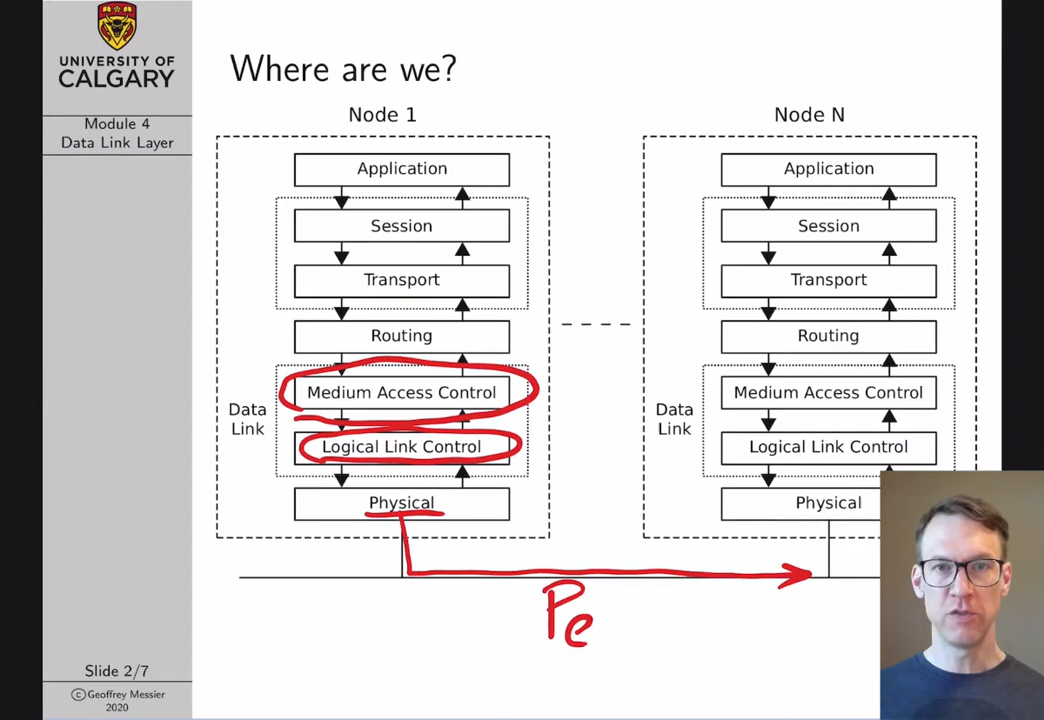 UNIVERSITY OF
CALGARY
Module 4
Data Link Layer
Slide 2/7
©Geoffrey Messier
2020
Where are we?
Node 1
Application
Session
Transport
Routing
Data
Link
Medium Access Control
Logical Link Control
Physical
Node N
Application
Session
Transport
Routing
Data
Link
Medium Access Control
Logical Link Control
Physical
Pe